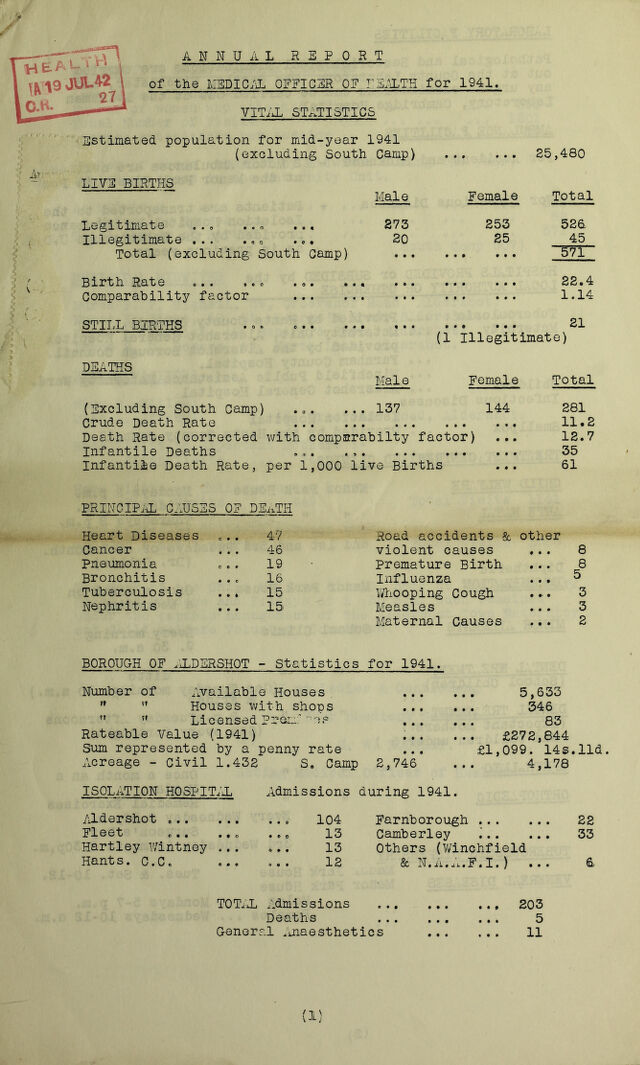 HEALTH
19 JUL 42
C.R. 27
ANNUAL REPORT
of the MEDICAL OFFICER OF HEALTH for 1941.
VITAL STATISTICS
Estimated population for mid-year 1941
(excluding South Camp) ... ... 25,480
LIVE BIRTHS
Male Female Total
Legitimate ... ... ... 273 253 526
Illegitimate ... ... ... 20 25 45
Total (excluding South Camp) ... ... ... 571
Birth Rate ... ... ... ... ... ... ... 22.4
Comparability factor ... ... ... ... ... 1.14
STILL BIRTHS ... ... ... ... ... ... 21
(1 Illegitimate)
DEATHS
Male Female Total
(Excluding South Camp) ... ... 137 144 281
Crude Death Rate ... ... ... ... ... 11.2
Death Rate (corrected with comparabilty factor) ... 12.7
Infantile Deaths ... ... ... ... ... 35
Infantile Death Rate, per 1,000 live Births ... 61
PRINCIPAL CAUSES OF DEATH
Heart Diseases ... 47
Cancer ... 46
Pneumonia ... 19
Bronchitis ... 16
Tuberculosis ... 15
Nephritis ... 15
Road accidents & other
violent causes ... 8
Premature Birth ... 8
Influenza ... 5
Whooping Cough ... 3
Measles ... 3
Maternal Causes ... 2
BOROUGH OF ALDERSHOT - Statistics for 1941.
Number of Available Houses ... ... 5,633
" " Houses with shops ... ... 346
" " Licensed Premises ... ... 83
Rateable Value (1941) ... ... £272,844
Sum represented by a penny rate ... £1,099. 14s.11d.
Acreage - Civil 1.432 S. Camp 2,746 ... 4,178
ISOLATION HOSPITAL Admissions during 1941.
Aldershot ... ... ... 104
Fleet ... ... ... 13
Hartley Wintney ... ... 13
Hants. C.C. ... ... 12
Farnborough ... ... 22
Camberley ... ... 33
Others (Winchfield
& N.A.A.F.I.) ... 6
TOTAL Admissions ... ... ... 203
Deaths ... ... ... 5
General Anaesthetics ... ... 11
(1)